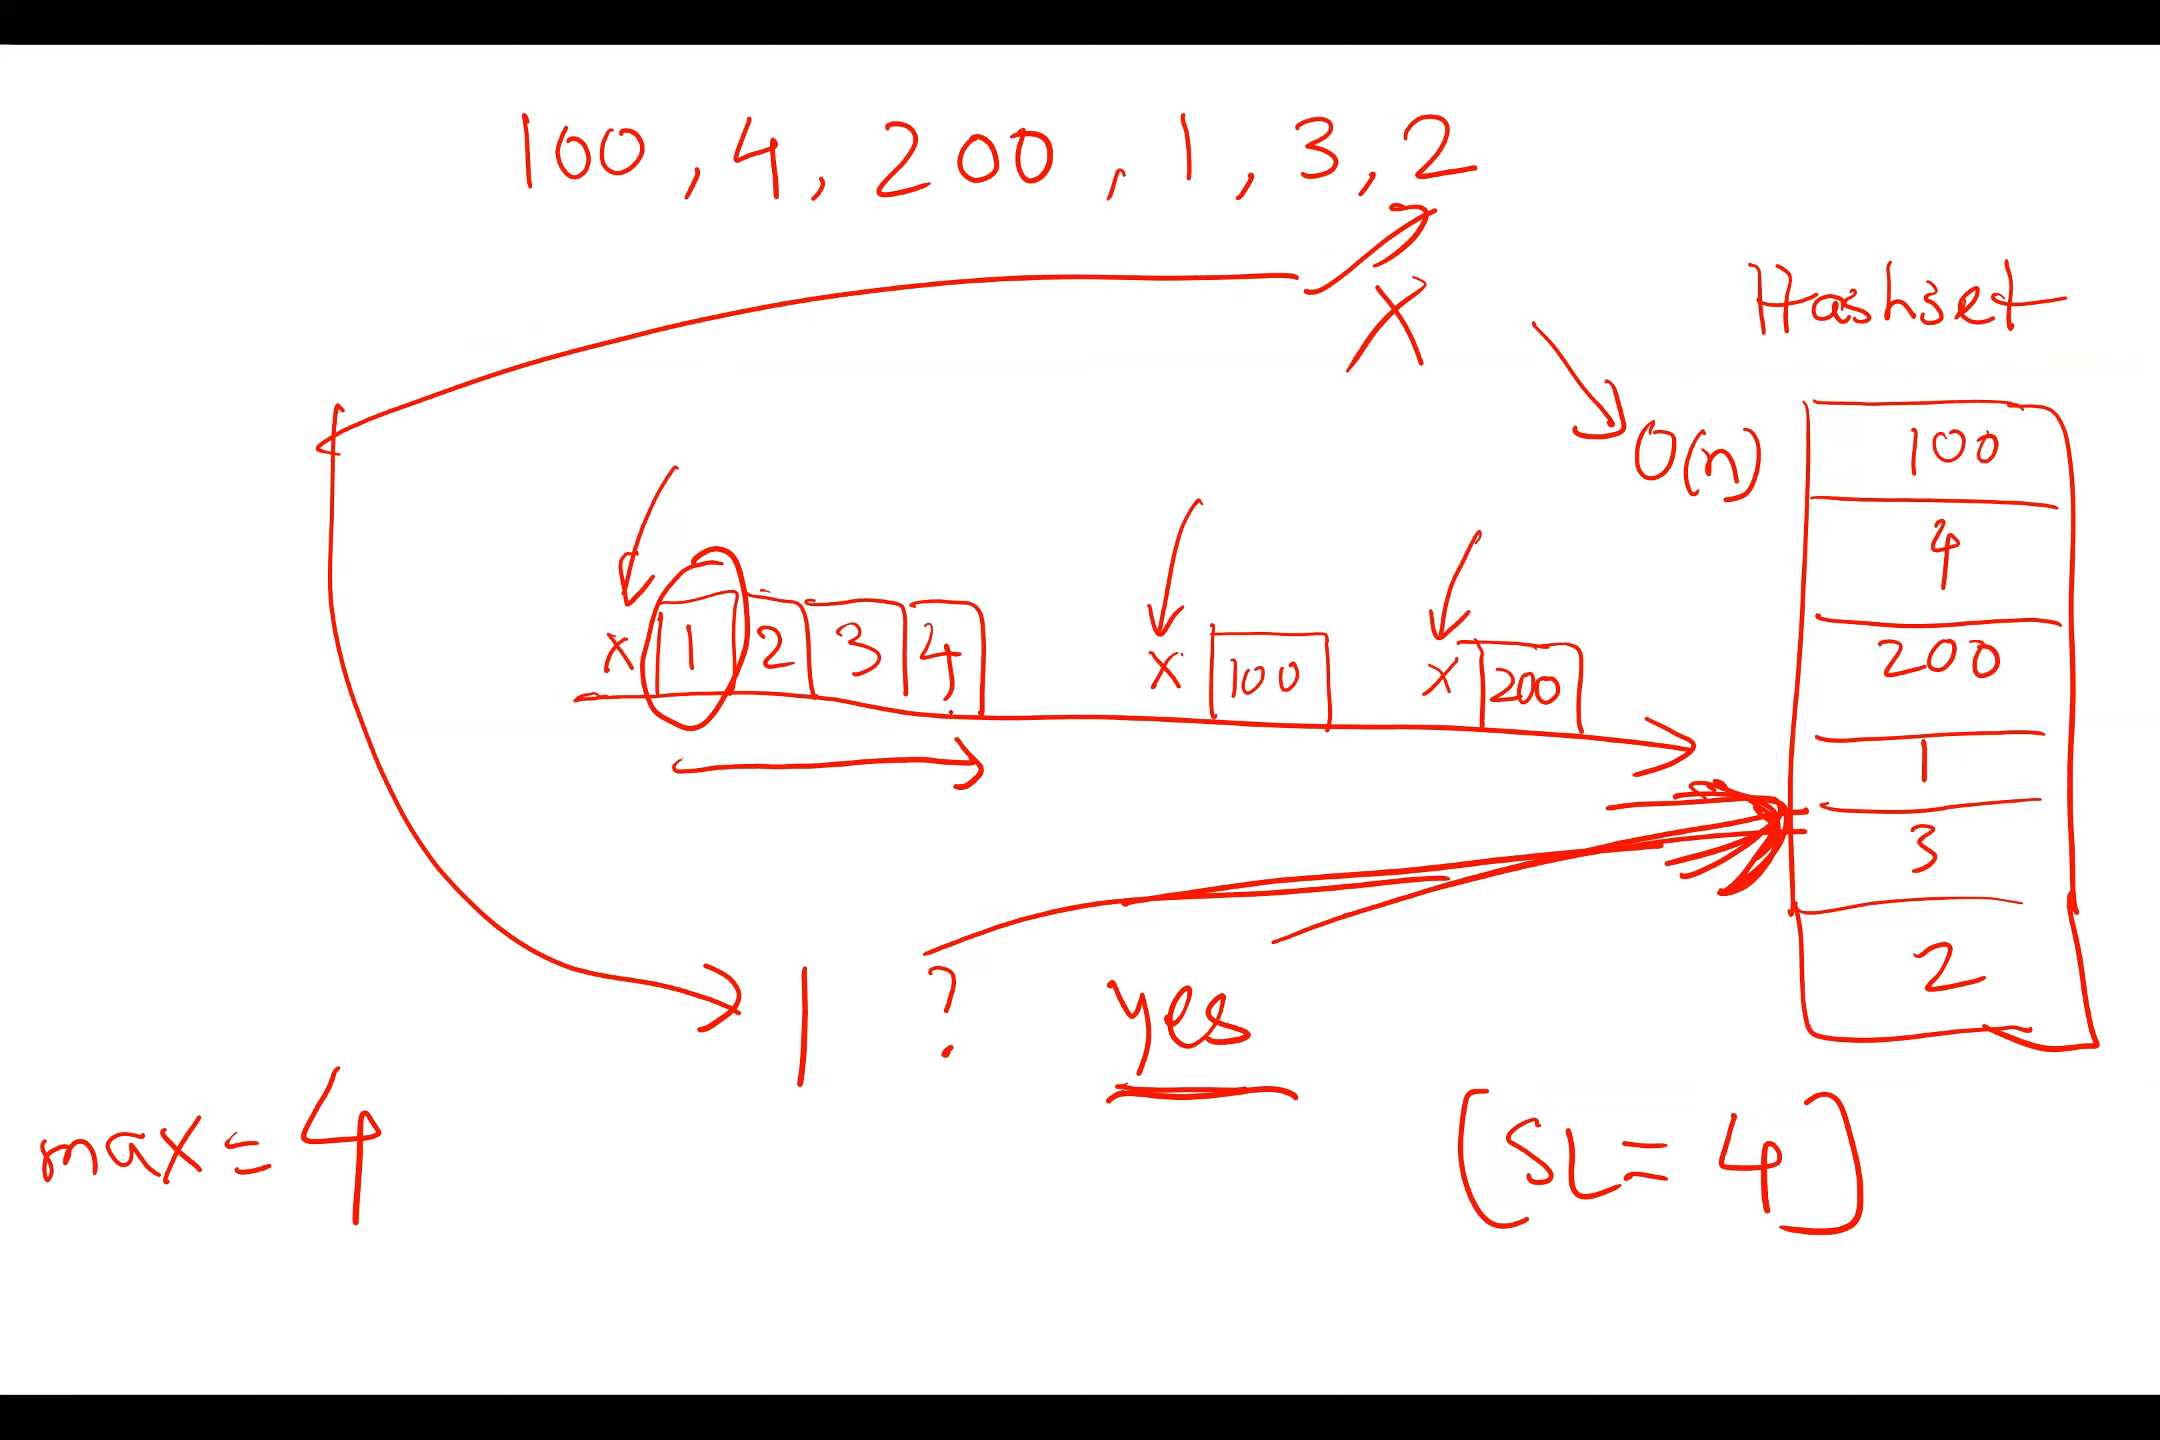 100, 4, 200, 1, 3, 2
X
Hashset
O(n)
100
4
200
1
3
2
x 1 2 3 4 x 100 x 200
1 ? yes
max = 4
[SL = 4]